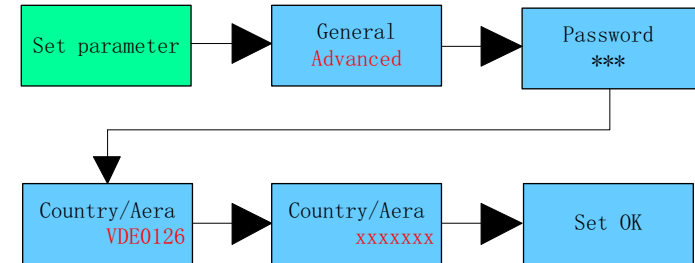 Set parameter
General
Advanced
Password
***
Country/Aera
VDE0126
Country/Aera
xxxxxxx
Set OK